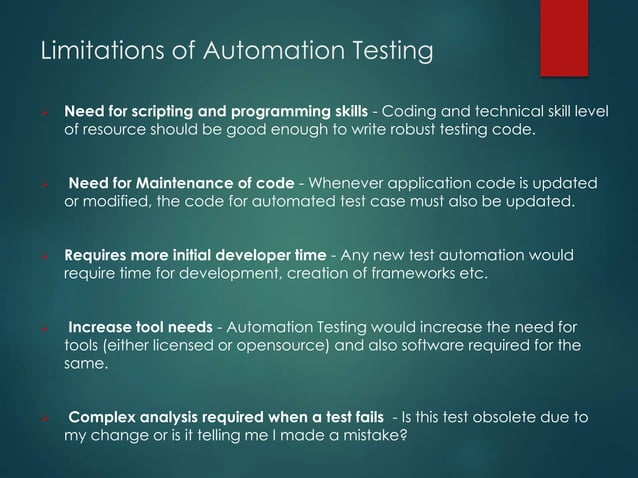 Limitations of Automation Testing
Need for scripting and programming skills - Coding and technical skill level
of resource should be good enough to write robust testing code.
Need for Maintenance of code - Whenever application code is updated
or modified, the code for automated test case must also be updated.
Requires more initial developer time - Any new test automation would
require time for development, creation of frameworks etc.
Increase tool needs - Automation Testing would increase the need for
tools (either licensed or opensource) and also software required for the
same.
Complex analysis required when a test fails - Is this test obsolete due to
my change or is it telling me I made a mistake?